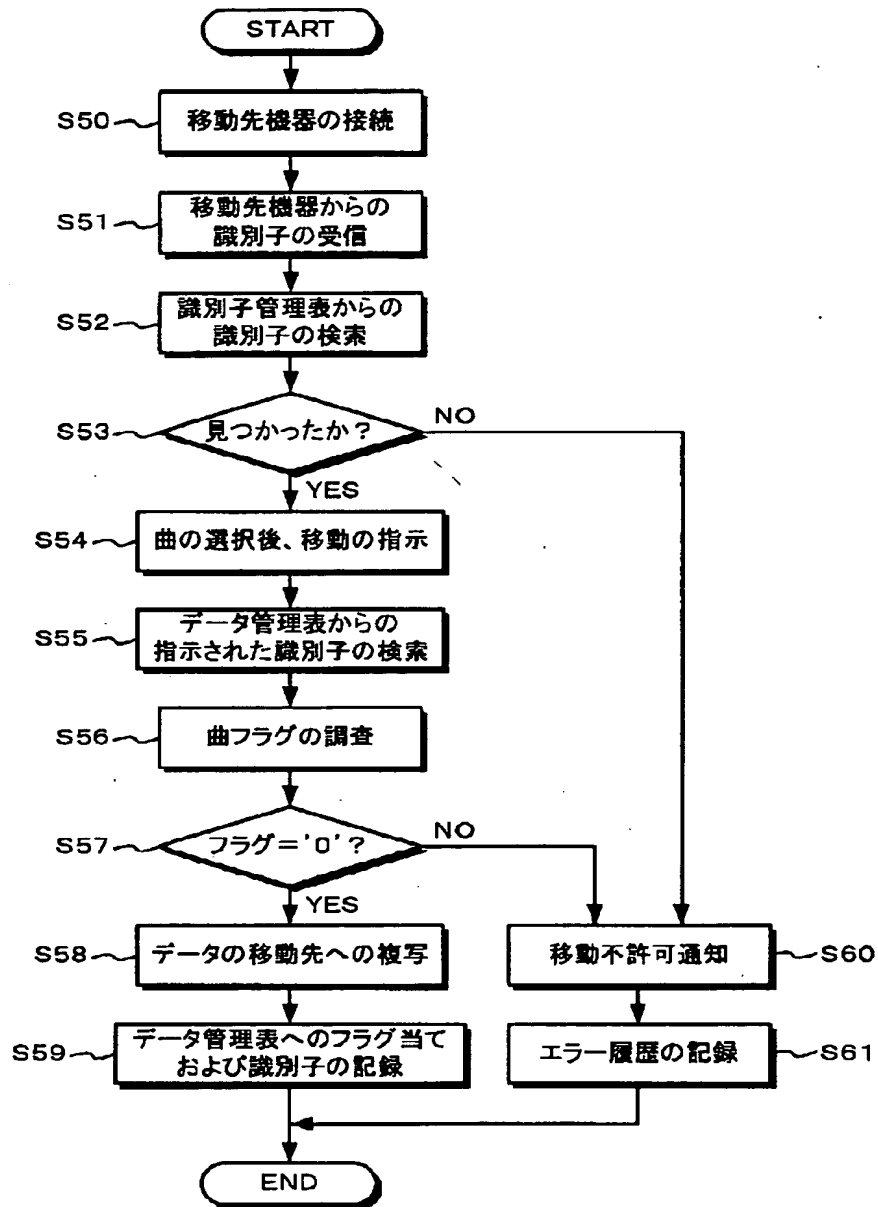 START
S50
移動先機器の接続
S51
移動先機器からの
識別子の受信
S52
識別子管理表からの
識別子の検索
S53
見つかったか?
NO
YES
S54
曲の選択後、移動の指示
S55
データ管理表からの
指示された識別子の検索
S56
曲フラグの調査
S57
フラグ='0'?
NO
YES
S58
データの移動先への複写
移動不許可通知
S60
S59
データ管理表へのフラグ当て
および識別子の記録
エラー履歴の記録
S61
END